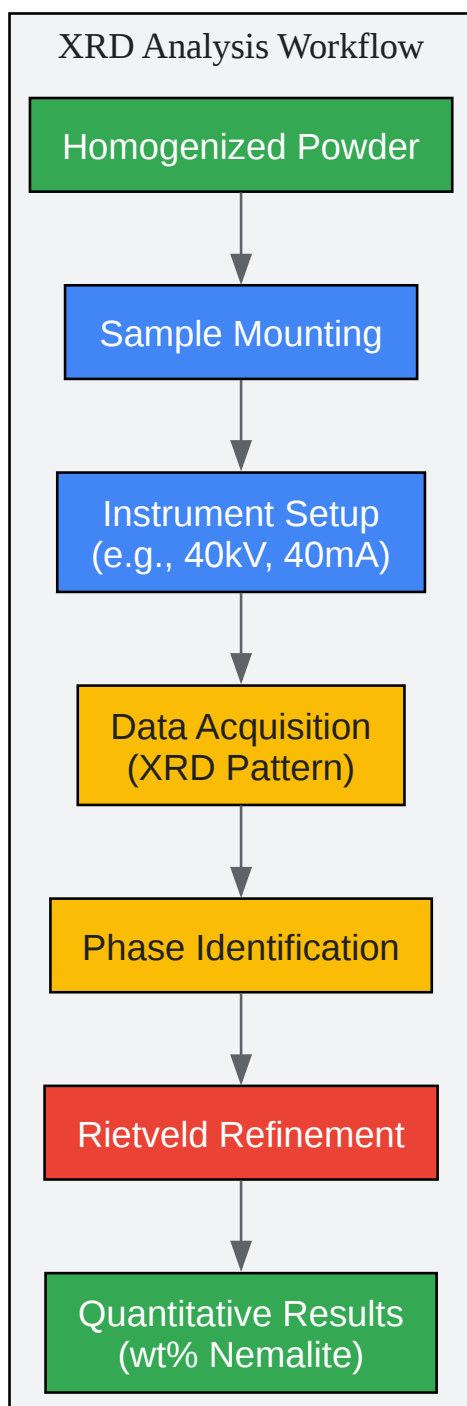 XRD Analysis Workflow
Homogenized Powder
Sample Mounting
Instrument Setup
(e.g., 40kV, 40mA)
Data Acquisition
(XRD Pattern)
Phase Identification
Rietveld Refinement
Quantitative Results
(wt% Nemalite)